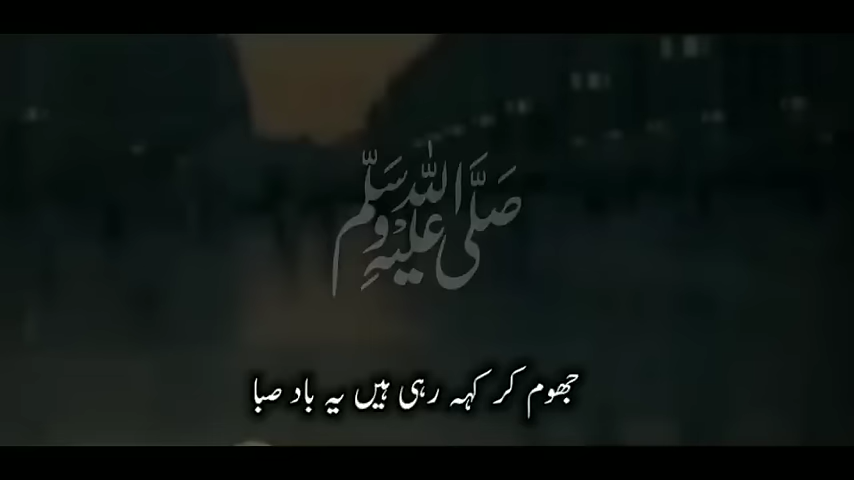 صَلَّى اللّٰهُ عَلَيْهِ وَسَلَّم
جھوم کر کہہ رہی ہیں یہ باد صبا